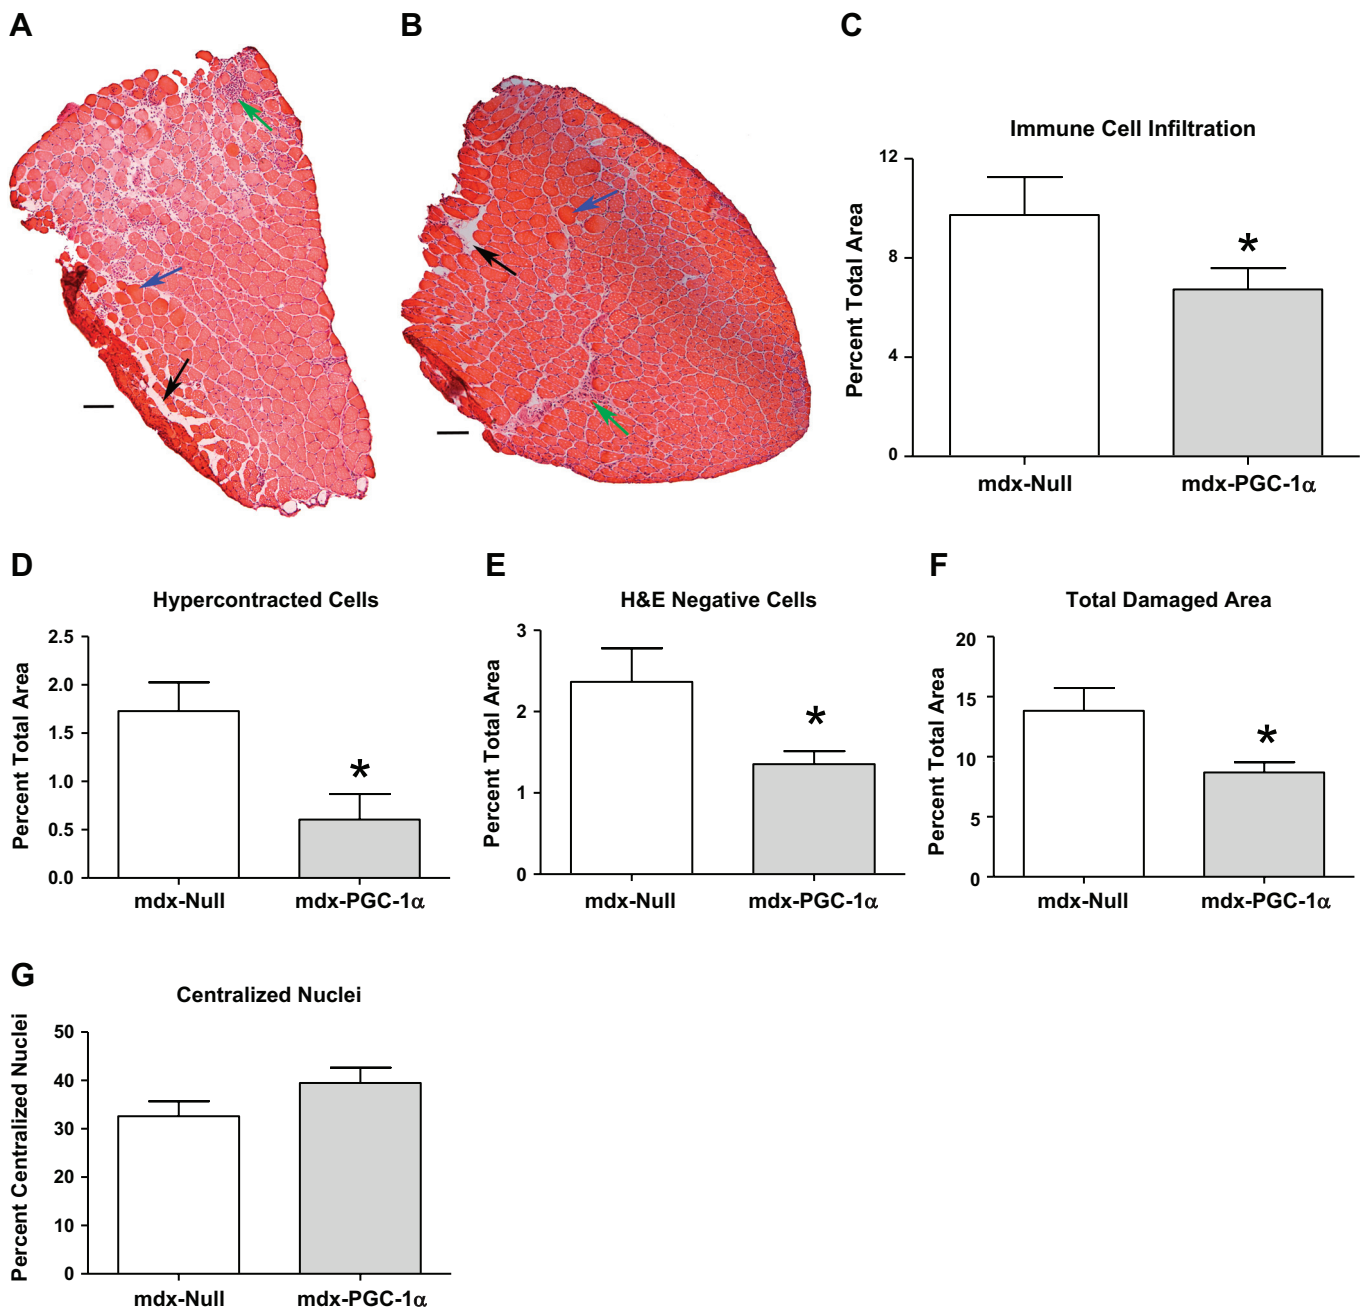 A
B
C
Immune Cell Infiltration
Percent Total Area
12
8
4
0
*
mdx-Null
mdx-PGC-1α
D
Hypercontracted Cells
Percent Total Area
2.5
2.0
1.5
1.0
0.5
0.0
*
mdx-Null
mdx-PGC-1α
E
H&E Negative Cells
Percent Total Area
3
2
1
0
*
mdx-Null
mdx-PGC-1α
F
Total Damaged Area
Percent Total Area
20
15
10
5
0
*
mdx-Null
mdx-PGC-1α
G
Centralized Nuclei
Percent Centralized Nuclei
50
40
30
20
10
0
mdx-Null
mdx-PGC-1α